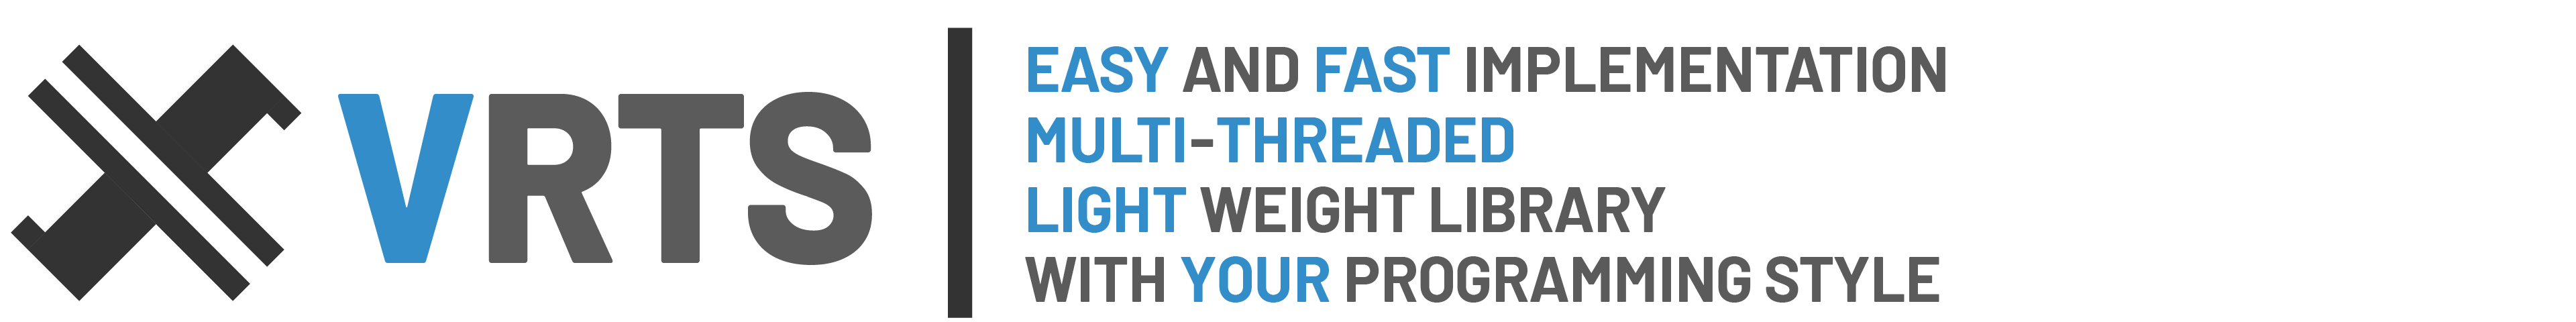 VRTS
EASY AND FAST IMPLEMENTATION
MULTI-THREADED
LIGHT WEIGHT LIBRARY
WITH YOUR PROGRAMMING STYLE